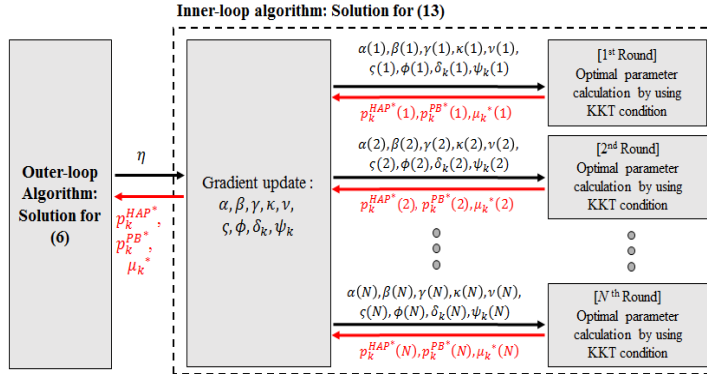 Inner-loop algorithm: Solution for (13)
Outer-loop
Algorithm:
Solution for
(6)
η
p_k^{HAP*},
p_k^{PB*},
μ_k^*
Gradient update :
α, β, γ, κ, ν,
ς, ϕ, δ_k, ψ_k
α(1), β(1), γ(1), κ(1), ν(1),
ς(1), ϕ(1), δ_k(1), ψ_k(1)
p_k^{HAP*}(1), p_k^{PB*}(1), μ_k^*(1)
[1st Round]
Optimal parameter
calculation by using
KKT condition
α(2), β(2), γ(2), κ(2), ν(2),
ς(2), ϕ(2), δ_k(2), ψ_k(2)
p_k^{HAP*}(2), p_k^{PB*}(2), μ_k^*(2)
[2nd Round]
Optimal parameter
calculation by using
KKT condition
α(N), β(N), γ(N), κ(N), ν(N),
ς(N), ϕ(N), δ_k(N), ψ_k(N)
p_k^{HAP*}(N), p_k^{PB*}(N), μ_k^*(N)
[Nth Round]
Optimal parameter
calculation by using
KKT condition